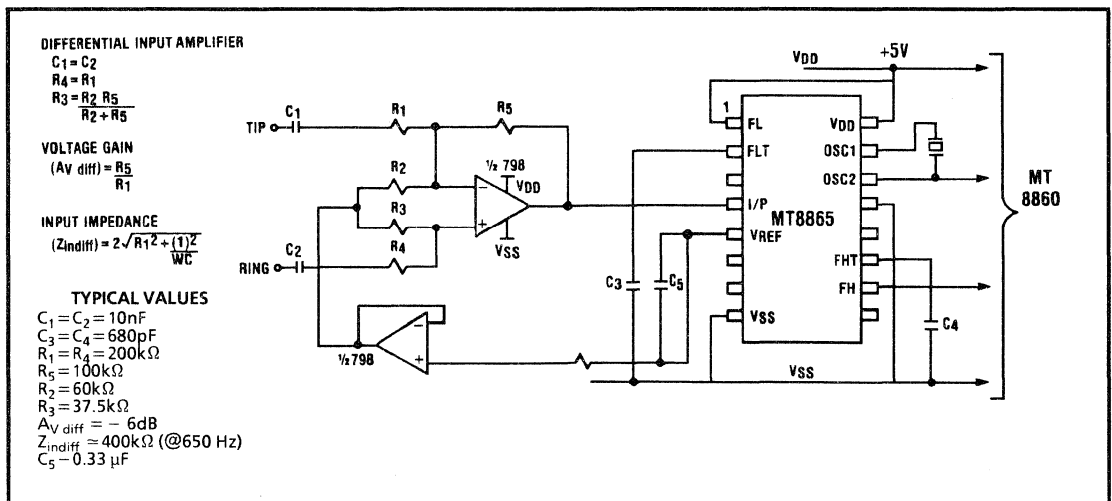 DIFFERENTIAL INPUT AMPLIFIER
C1 = C2
R4 = R1
R3 = R2 R5
R2 + R5
VOLTAGE GAIN
(AV diff) = R5
R1
INPUT IMPEDANCE
(Zindiff) = 2√R1² + (1)²
WC
TYPICAL VALUES
C1 = C2 = 10nF
C3 = C4 = 680pF
R1 = R4 = 200kΩ
R5 = 100kΩ
R2 = 60kΩ
R3 = 37.5kΩ
AV diff = – 6dB
Zindiff ≃ 400kΩ (@650 Hz)
C5 – 0.33 µF
TIP
C1
R1
R5
R2
R3
R4
½ 798
VDD
–
+
VSS
RING
C2
½ 798
–
+
C3
C5
VDD
+5V
1
FL
FLT
I/P
VREF
VSS
MT8865
VDD
OSC1
OSC2
FHT
FH
C4
VSS
MT
8860